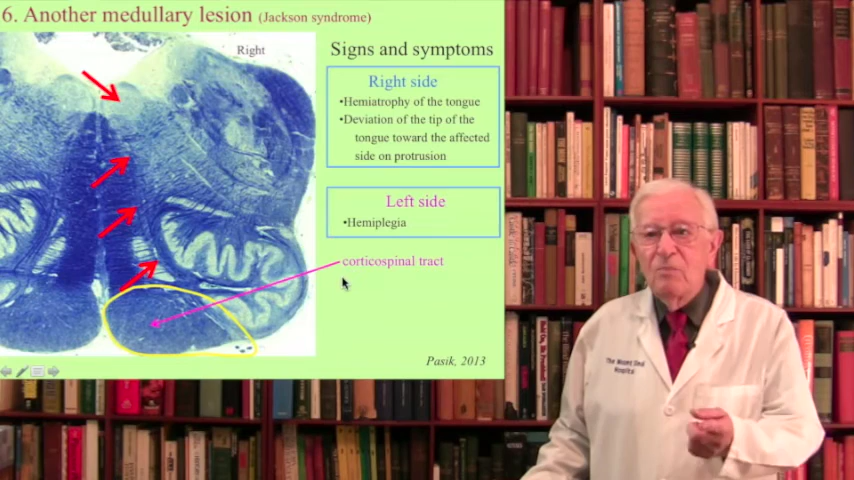 6. Another medullary lesion (Jackson syndrome)
Right
Signs and symptoms
Right side
•Hemiatrophy of the tongue
•Deviation of the tip of the
tongue toward the affected
side on protrusion
Left side
•Hemiplegia
corticospinal tract
Pasik, 2013
The Mount Sinai
Hospital